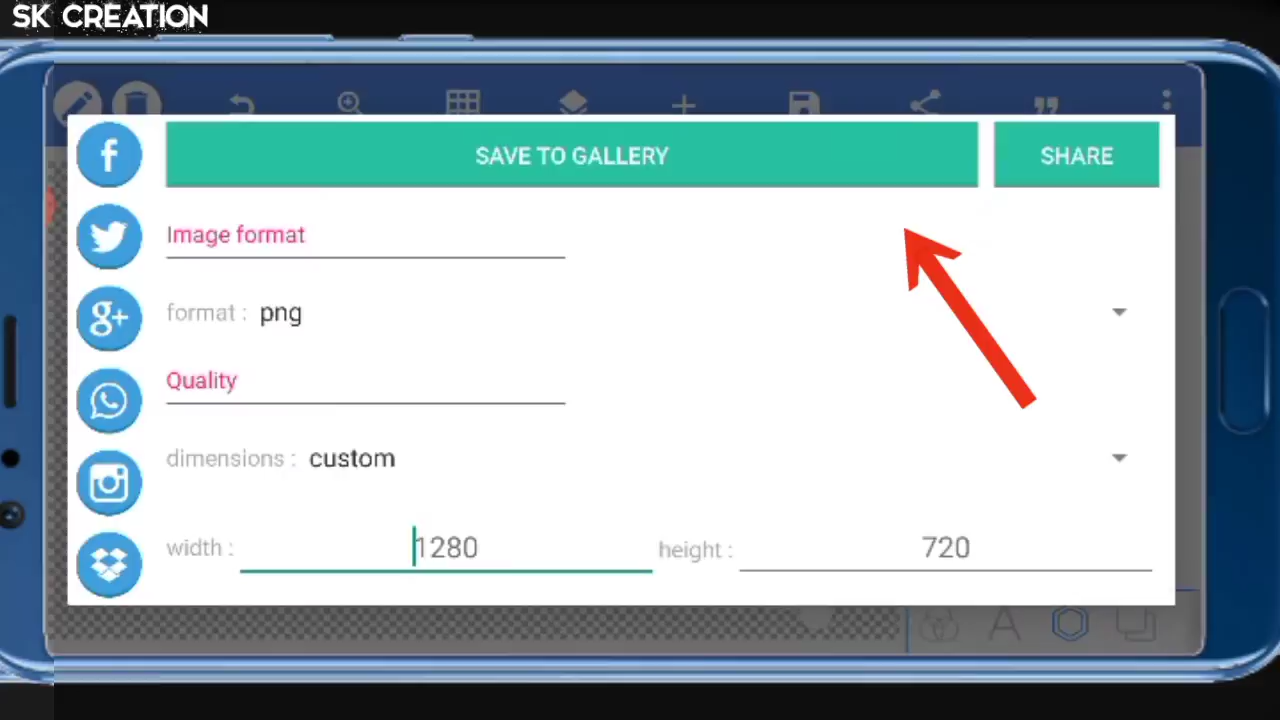 SK CREATION
SAVE TO GALLERY
SHARE
Image format
format : png
Quality
dimensions : custom
width : 1280 height : 720